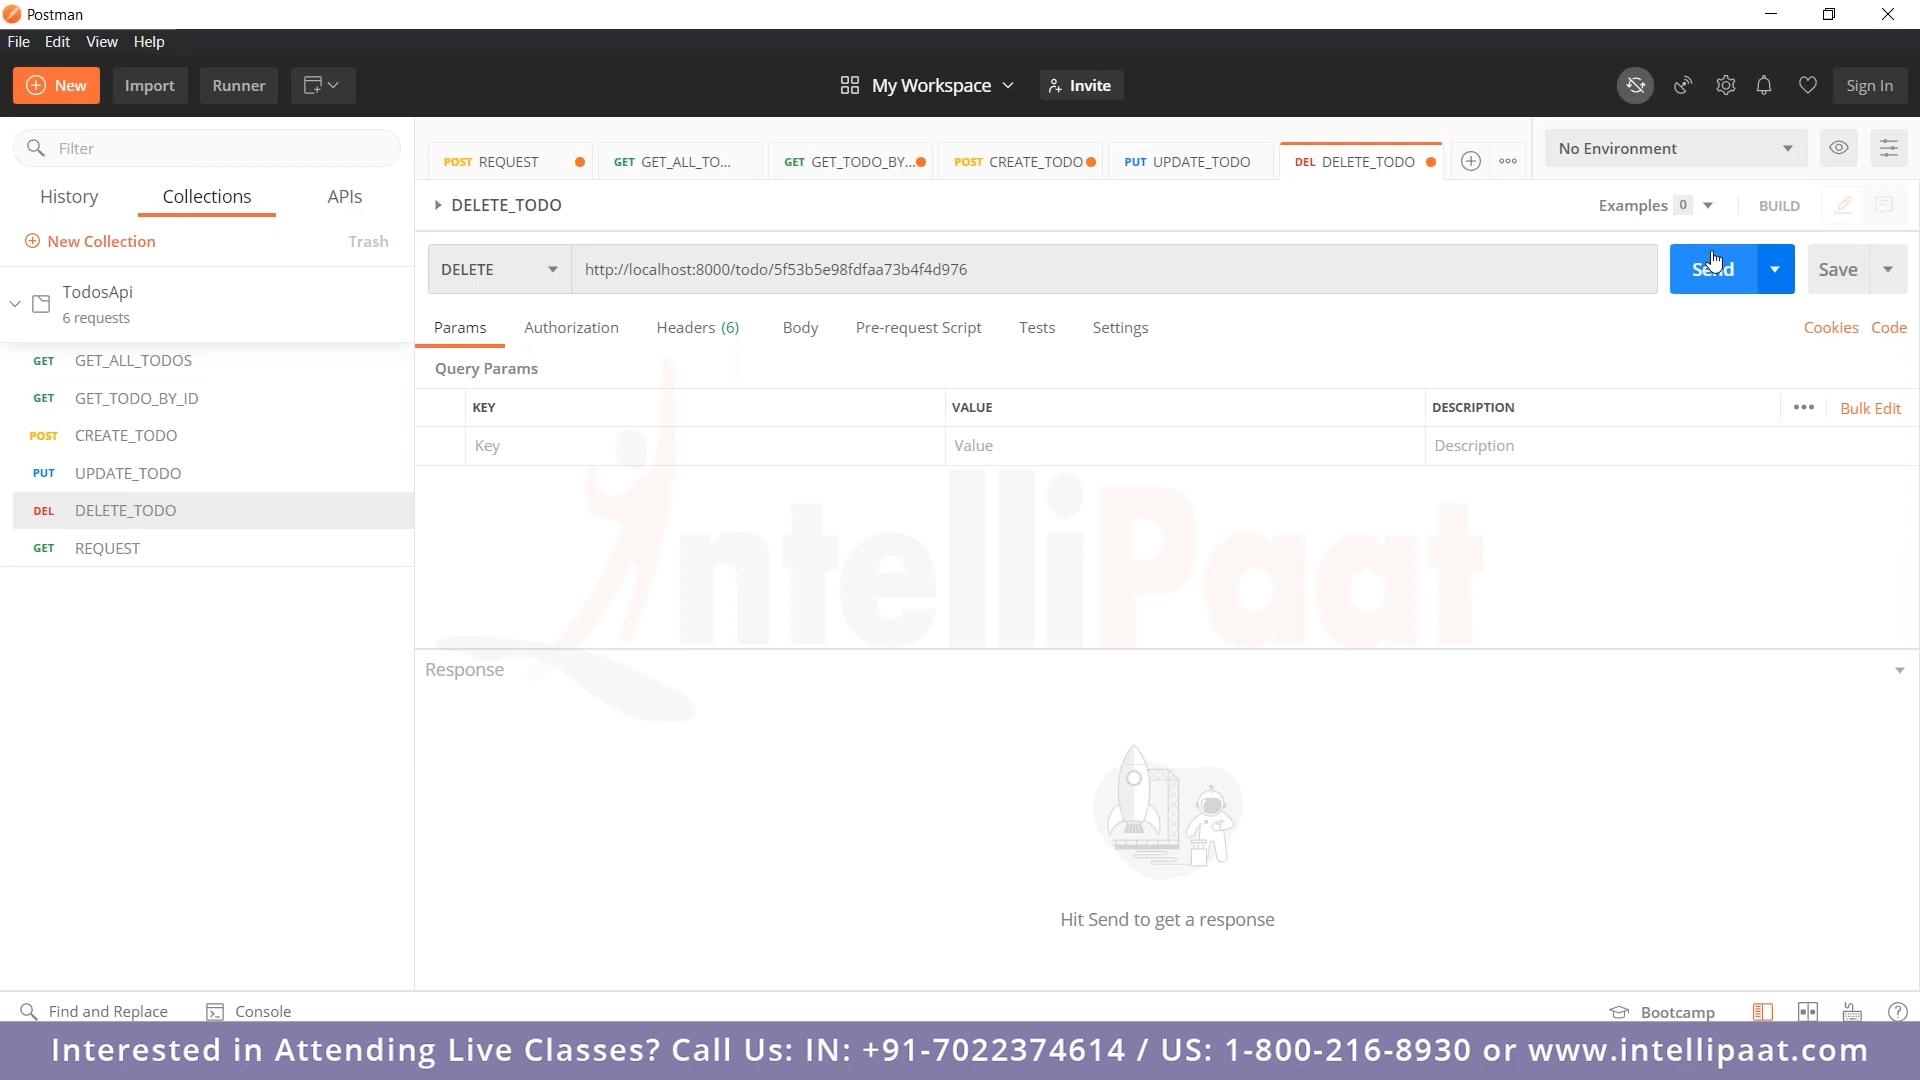 Postman
File Edit View Help
New Import Runner My Workspace Invite Sign In
Filter
History Collections APIs
New Collection Trash
TodosApi
6 requests
GET GET_ALL_TODOS
GET GET_TODO_BY_ID
POST CREATE_TODO
PUT UPDATE_TODO
DEL DELETE_TODO
GET REQUEST
POST REQUEST GET GET_ALL_TO... GET GET_TODO_BY... POST CREATE_TODO PUT UPDATE_TODO DEL DELETE_TODO No Environment
DELETE_TODO Examples 0 BUILD
DELETE http://localhost:8000/todo/5f53b5e98fdfaa73b4f4d976 Send Save
Params Authorization Headers (6) Body Pre-request Script Tests Settings Cookies Code
Query Params
KEY VALUE DESCRIPTION Bulk Edit
Key Value Description
intelliPaat
Response
Hit Send to get a response
Find and Replace Console Bootcamp
Interested in Attending Live Classes? Call Us: IN: +91-7022374614 / US: 1-800-216-8930 or www.intellipaat.com